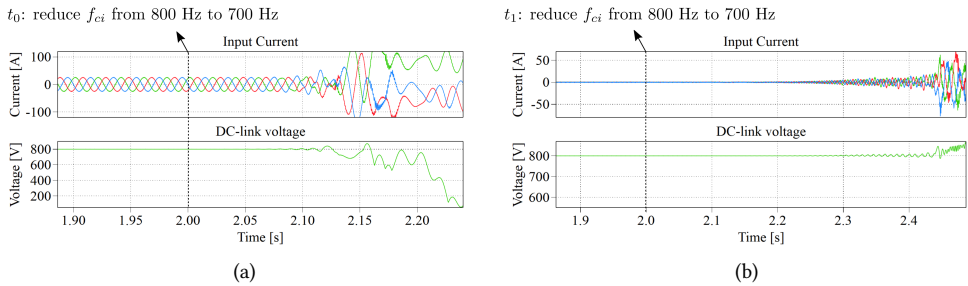 t₀: reduce f_ci from 800 Hz to 700 Hz
Input Current
Current [A]
100
0
-100
DC-link voltage
Voltage [V]
800
600
400
200
1.90 1.95 2.00 2.05 2.10 2.15 2.20
Time [s]
(a)
t₁: reduce f_ci from 800 Hz to 700 Hz
Input Current
Current [A]
50
0
-50
DC-link voltage
Voltage [V]
800
700
600
1.9 2.0 2.1 2.2 2.3 2.4
Time [s]
(b)